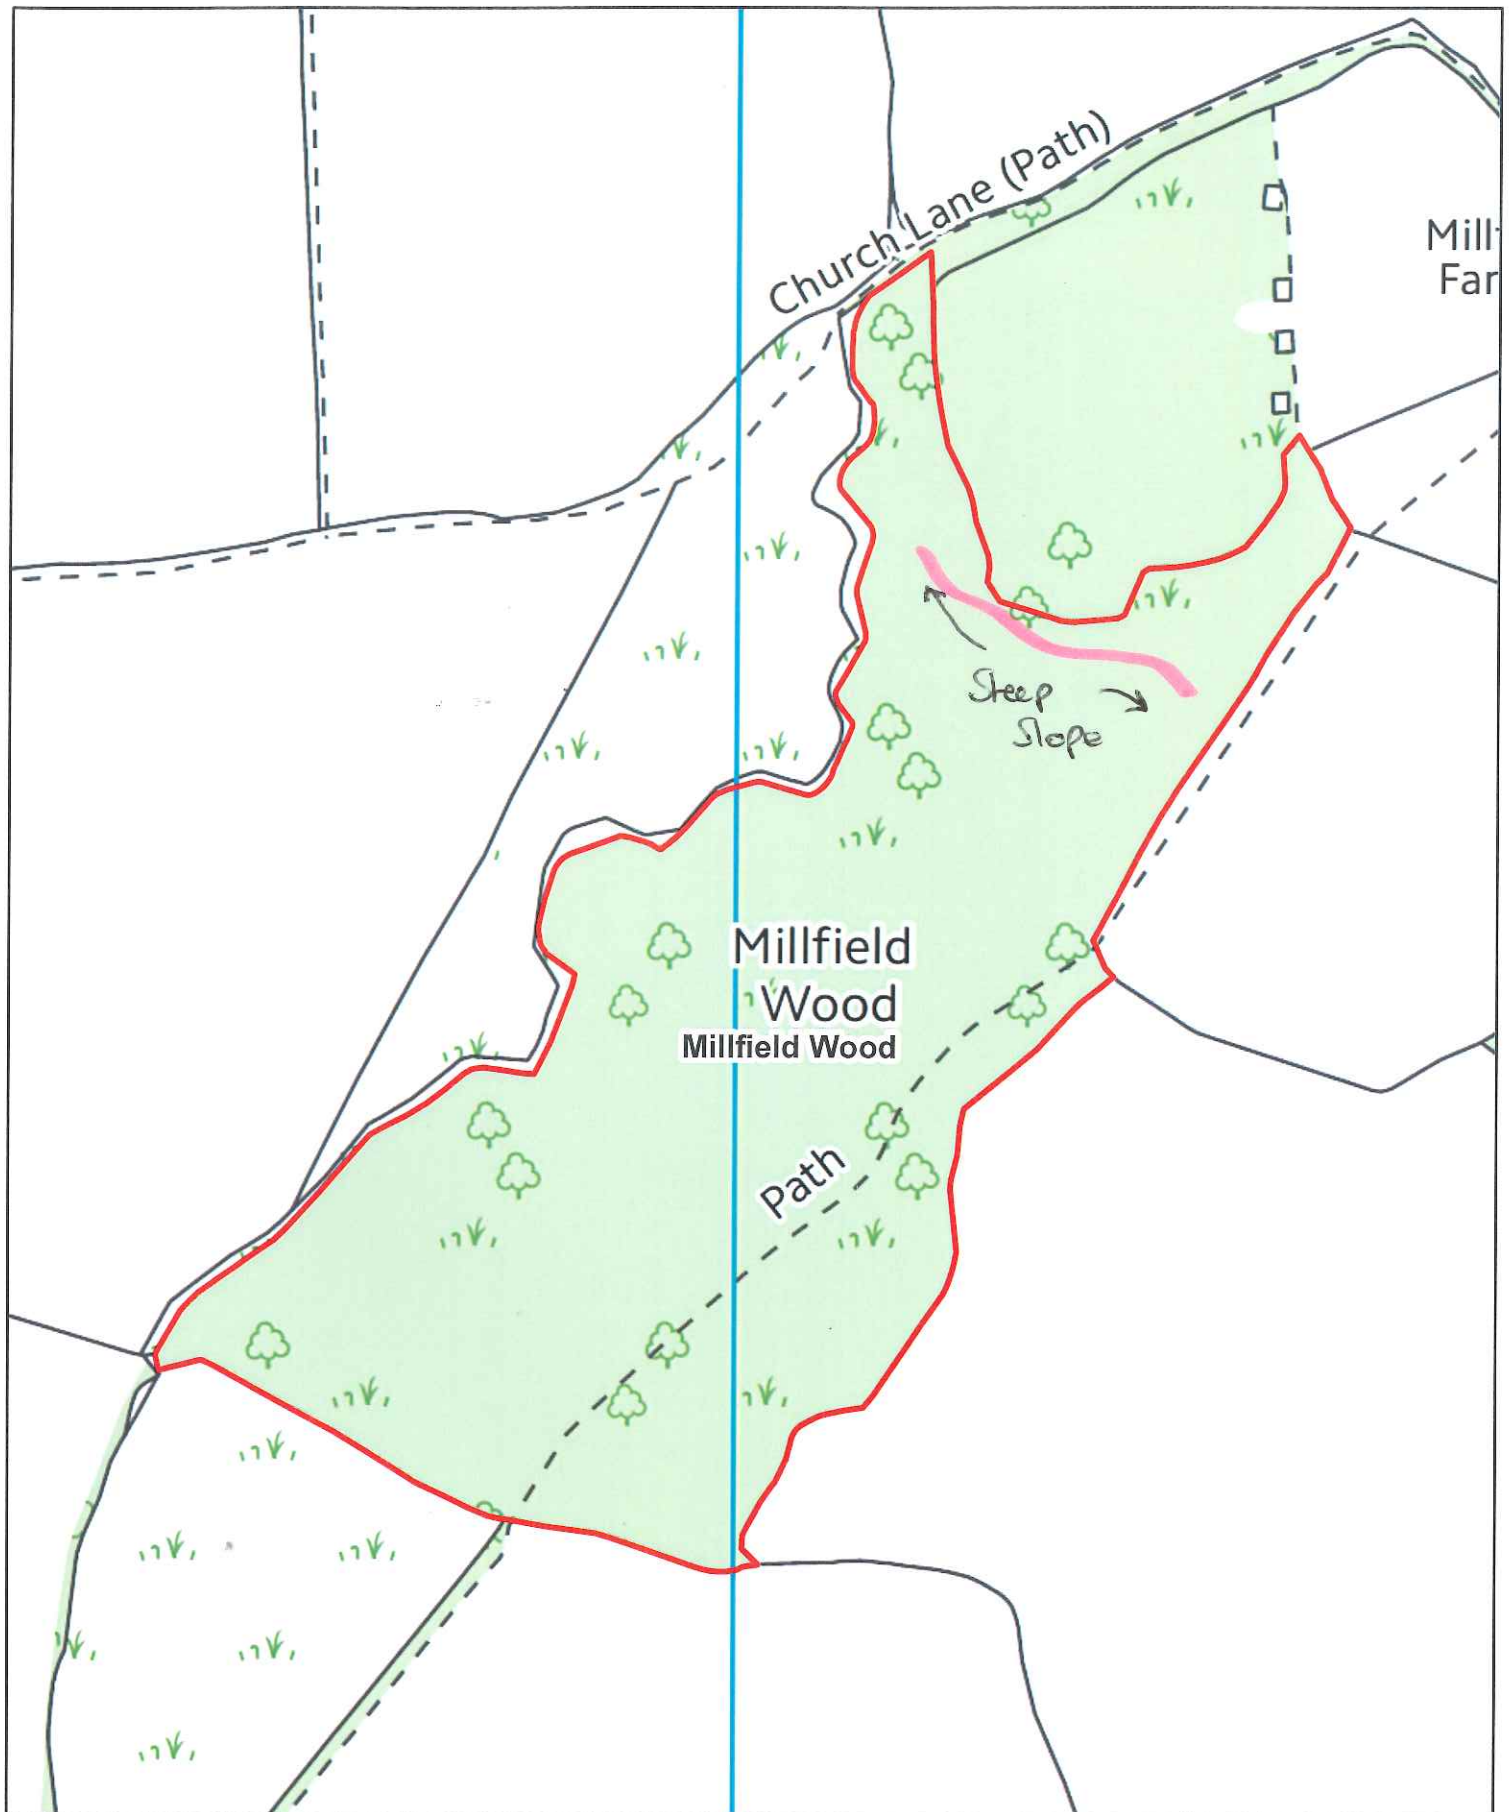 Church Lane (Path)
Mill
Far
Steep
Slope
Millfield
Wood
Millfield Wood
Path